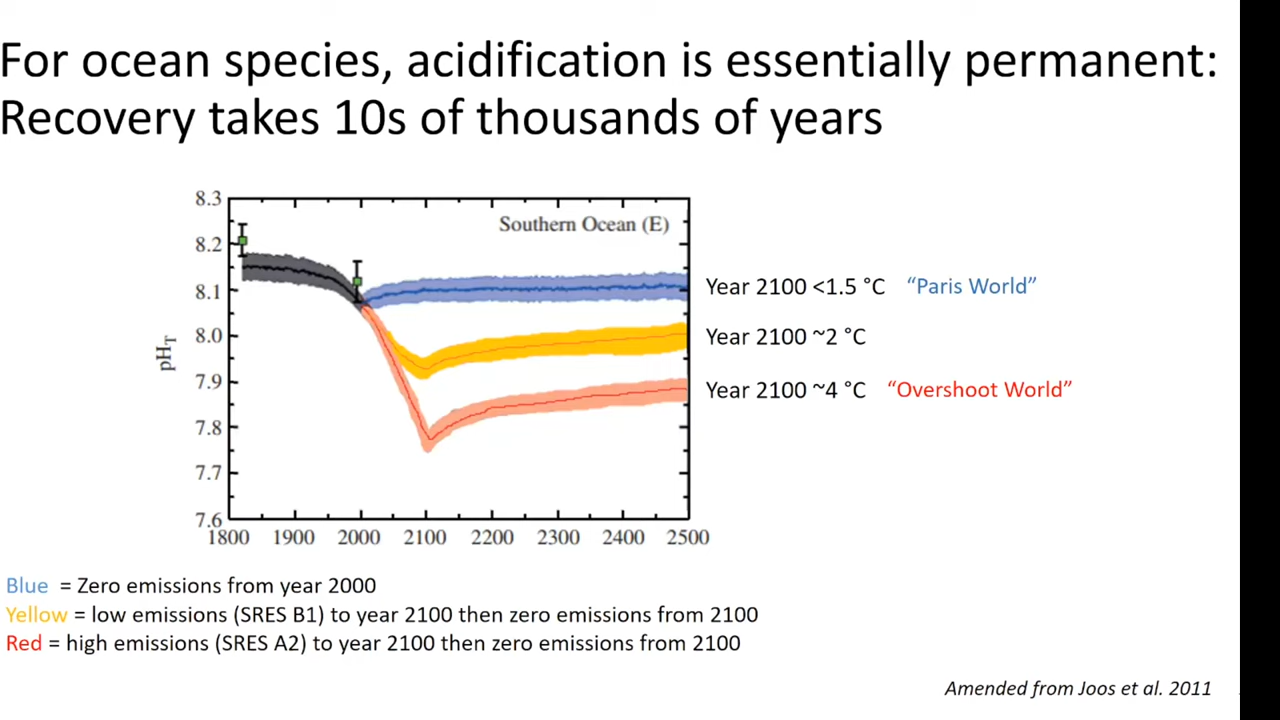 For ocean species, acidification is essentially permanent:
Recovery takes 10s of thousands of years
8.3
8.2
8.1
8.0
7.9
7.8
7.7
7.6
pH_T
Southern Ocean (E)
1800 1900 2000 2100 2200 2300 2400 2500
Year 2100 <1.5 °C “Paris World”
Year 2100 ~2 °C
Year 2100 ~4 °C “Overshoot World”
Blue = Zero emissions from year 2000
Yellow = low emissions (SRES B1) to year 2100 then zero emissions from 2100
Red = high emissions (SRES A2) to year 2100 then zero emissions from 2100
Amended from Joos et al. 2011